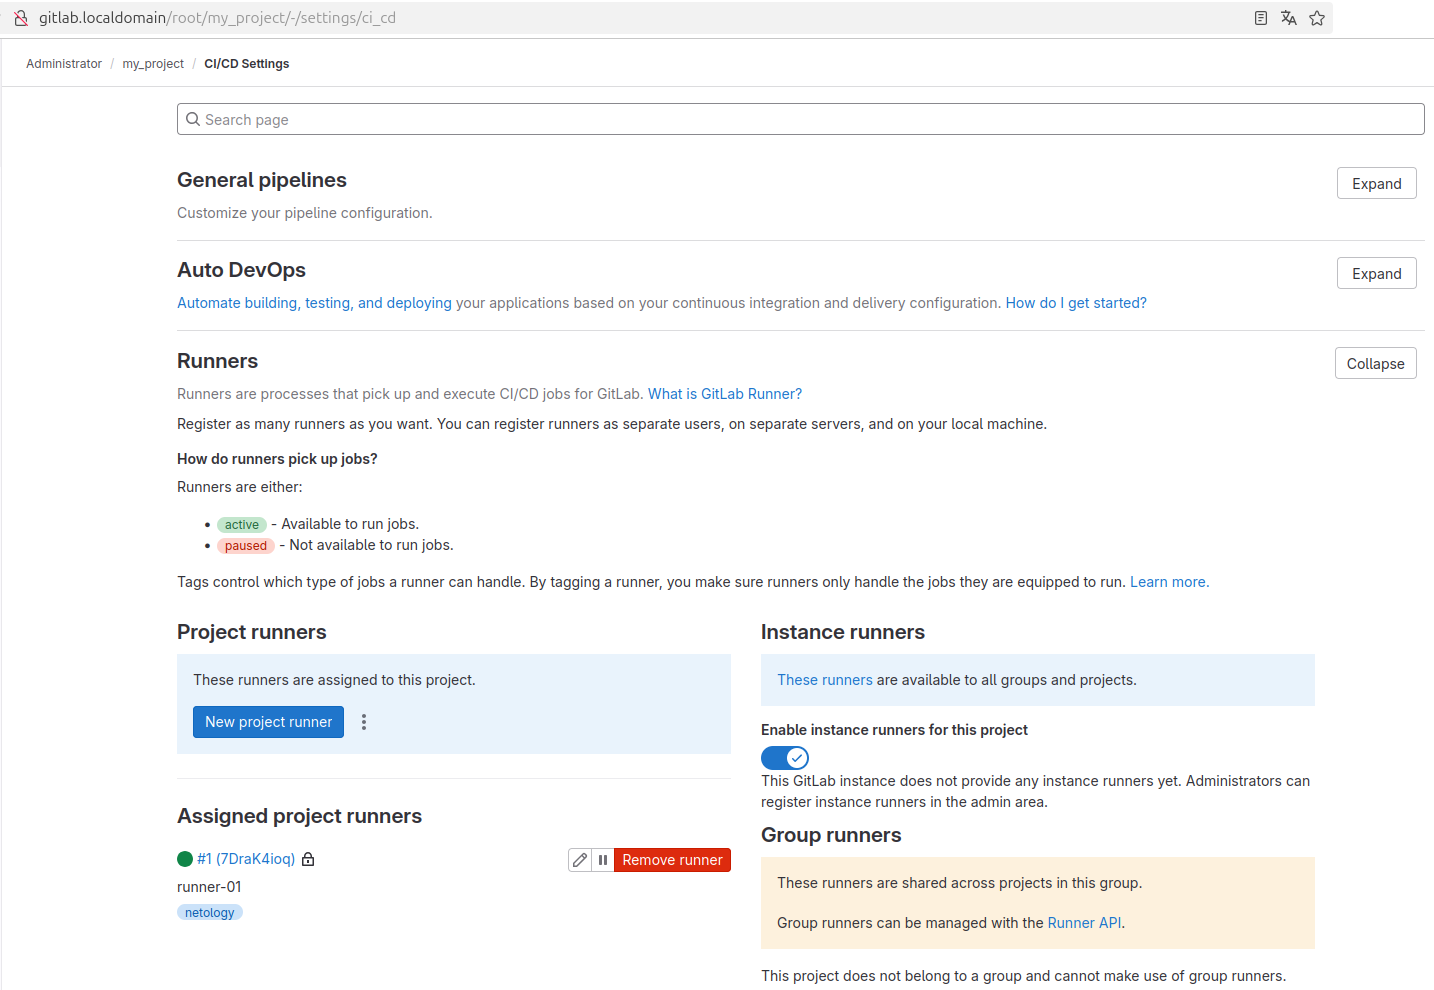 gitlab.localdomain/root/my_project/-/settings/ci_cd
Administrator / my_project / CI/CD Settings
Search page
General pipelines
Expand
Customize your pipeline configuration.
Auto DevOps
Expand
Automate building, testing, and deploying your applications based on your continuous integration and delivery configuration. How do I get started?
Runners
Collapse
Runners are processes that pick up and execute CI/CD jobs for GitLab. What is GitLab Runner?
Register as many runners as you want. You can register runners as separate users, on separate servers, and on your local machine.
How do runners pick up jobs?
Runners are either:
• active - Available to run jobs.
• paused - Not available to run jobs.
Tags control which type of jobs a runner can handle. By tagging a runner, you make sure runners only handle the jobs they are equipped to run. Learn more.
Project runners
These runners are assigned to this project.
New project runner
Assigned project runners
#1 (7DraK4ioq)
Remove runner
runner-01
netology
Instance runners
These runners are available to all groups and projects.
Enable instance runners for this project
This GitLab instance does not provide any instance runners yet. Administrators can
register instance runners in the admin area.
Group runners
These runners are shared across projects in this group.
Group runners can be managed with the Runner API.
This project does not belong to a group and cannot make use of group runners.